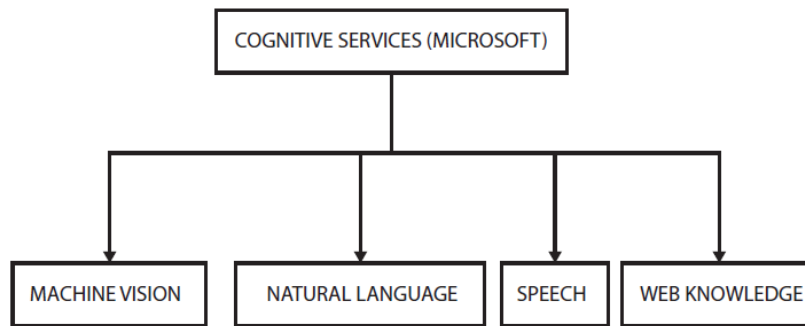 COGNITIVE SERVICES (MICROSOFT)
MACHINE VISION
NATURAL LANGUAGE
SPEECH
WEB KNOWLEDGE